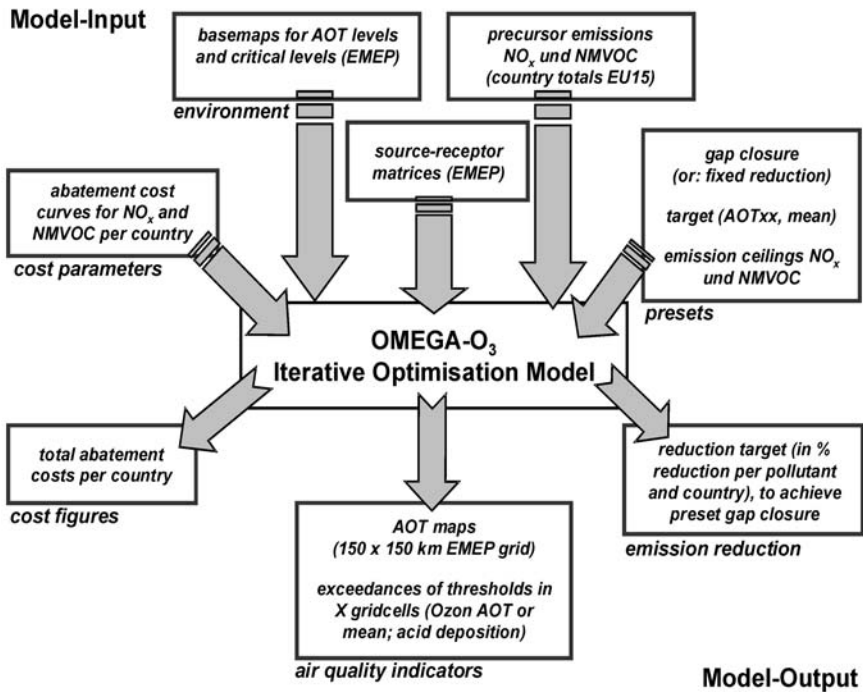 Model-Input
basemaps for AOT levels
and critical levels (EMEP)
environment
precursor emissions
NOx und NMVOC
(country totals EU15)
source-receptor
matrices (EMEP)
abatement cost
curves for NOx and
NMVOC per country
cost parameters
gap closure
(or: fixed reduction)
target (AOTxx, mean)
emission ceilings NOx
und NMVOC
presets
OMEGA-O3
Iterative Optimisation Model
total abatement
costs per country
cost figures
AOT maps
(150 x 150 km EMEP grid)
exceedances of thresholds in
X gridcells (Ozon AOT or
mean; acid deposition)
air quality indicators
reduction target (in %
reduction per pollutant
and country), to achieve
preset gap closure
emission reduction
Model-Output